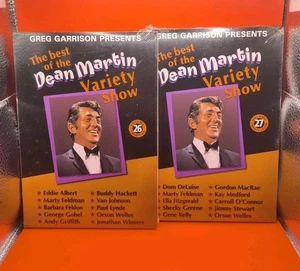 GREG GARRISON PRESENTS
The best of the
Dean Martin
Variety
Show
26
★ Eddie Albert
★ Marty Feldman
★ Barbara Feldon
★ George Gobel
★ Andy Griffith
★ Buddy Hackett
★ Van Johnson
★ Paul Lynde
★ Orson Welles
★ Jonathan Winters
GREG GARRISON PRESENTS
The best of the
Dean Martin
Variety
Show
27
★ Dom DeLuise
★ Marty Feldman
★ Ella Fitzgerald
★ Shecky Greene
★ Gene Kelly
★ Gordon MacRae
★ Kay Medford
★ Carroll O'Connor
★ Jimmy Stewart
★ Orson Welles